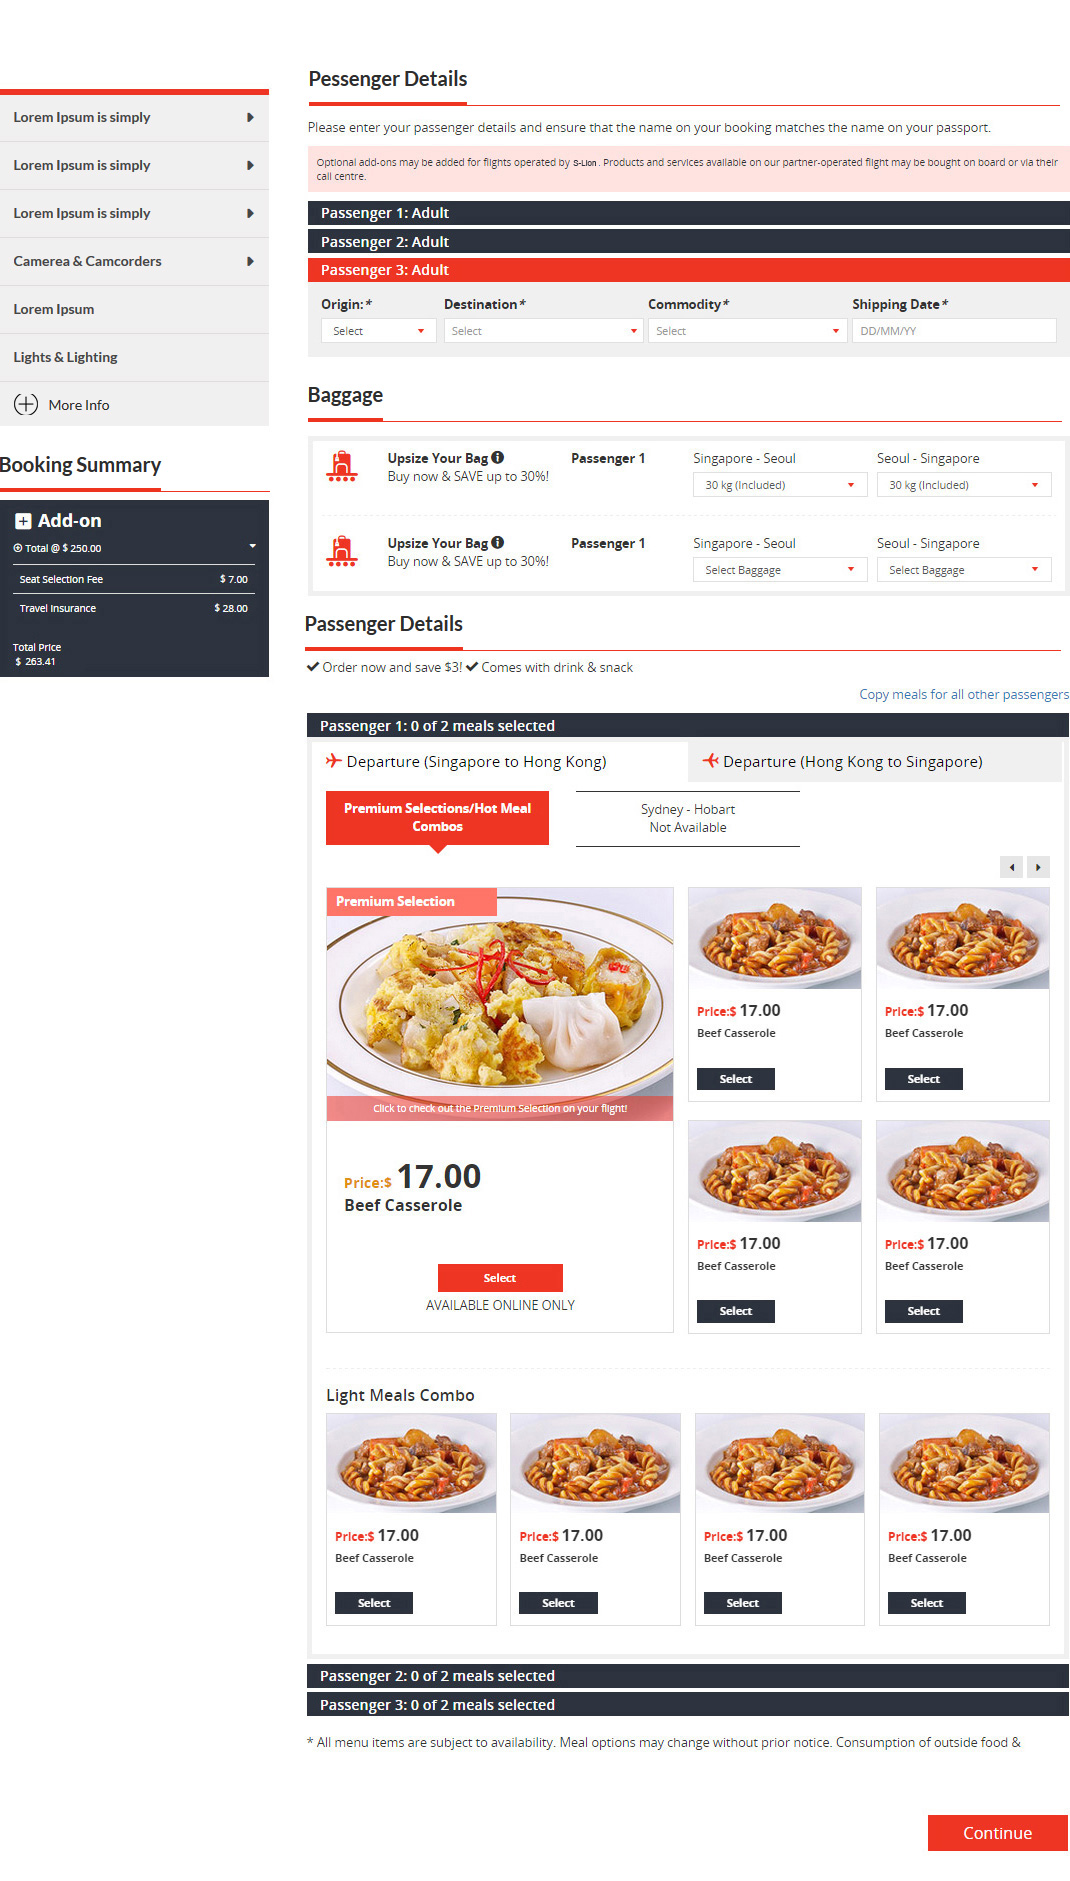 Lorem Ipsum is simply
Lorem Ipsum is simply
Lorem Ipsum is simply
Camerea & Camcorders
Lorem Ipsum
Lights & Lighting
More Info
Booking Summary
Add-on
Total @ $ 250.00
Seat Selection Fee $ 7.00
Travel Insurance $ 28.00
Total Price
$ 263.41
Pessenger Details
Please enter your passenger details and ensure that the name on your booking matches the name on your passport.
Optional add-ons may be added for flights operated by S-Lion . Products and services available on our partner-operated flight may be bought on board or via their
call centre.
Passenger 1: Adult
Passenger 2: Adult
Passenger 3: Adult
Origin:* Destination* Commodity* Shipping Date*
Select Select Select DD/MM/YY
Baggage
Upsize Your Bag Passenger 1 Singapore - Seoul Seoul - Singapore
Buy now & SAVE up to 30%! 30 kg (Included) 30 kg (Included)
Upsize Your Bag Passenger 1 Singapore - Seoul Seoul - Singapore
Buy now & SAVE up to 30%! Select Baggage Select Baggage
Passenger Details
Order now and save $3! Comes with drink & snack
Copy meals for all other passengers
Passenger 1: 0 of 2 meals selected
Departure (Singapore to Hong Kong) Departure (Hong Kong to Singapore)
Premium Selections/Hot Meal
Combos
Sydney - Hobart
Not Available
Premium Selection
Click to check out the Premium Selection on your flight!
Price:$ 17.00
Beef Casserole
Select
AVAILABLE ONLINE ONLY
Price:$ 17.00 Price:$ 17.00
Beef Casserole Beef Casserole
Select Select
Price:$ 17.00 Price:$ 17.00
Beef Casserole Beef Casserole
Select Select
Light Meals Combo
Price:$ 17.00 Price:$ 17.00 Price:$ 17.00 Price:$ 17.00
Beef Casserole Beef Casserole Beef Casserole Beef Casserole
Select Select Select Select
Passenger 2: 0 of 2 meals selected
Passenger 3: 0 of 2 meals selected
* All menu items are subject to availability. Meal options may change without prior notice. Consumption of outside food &
Continue